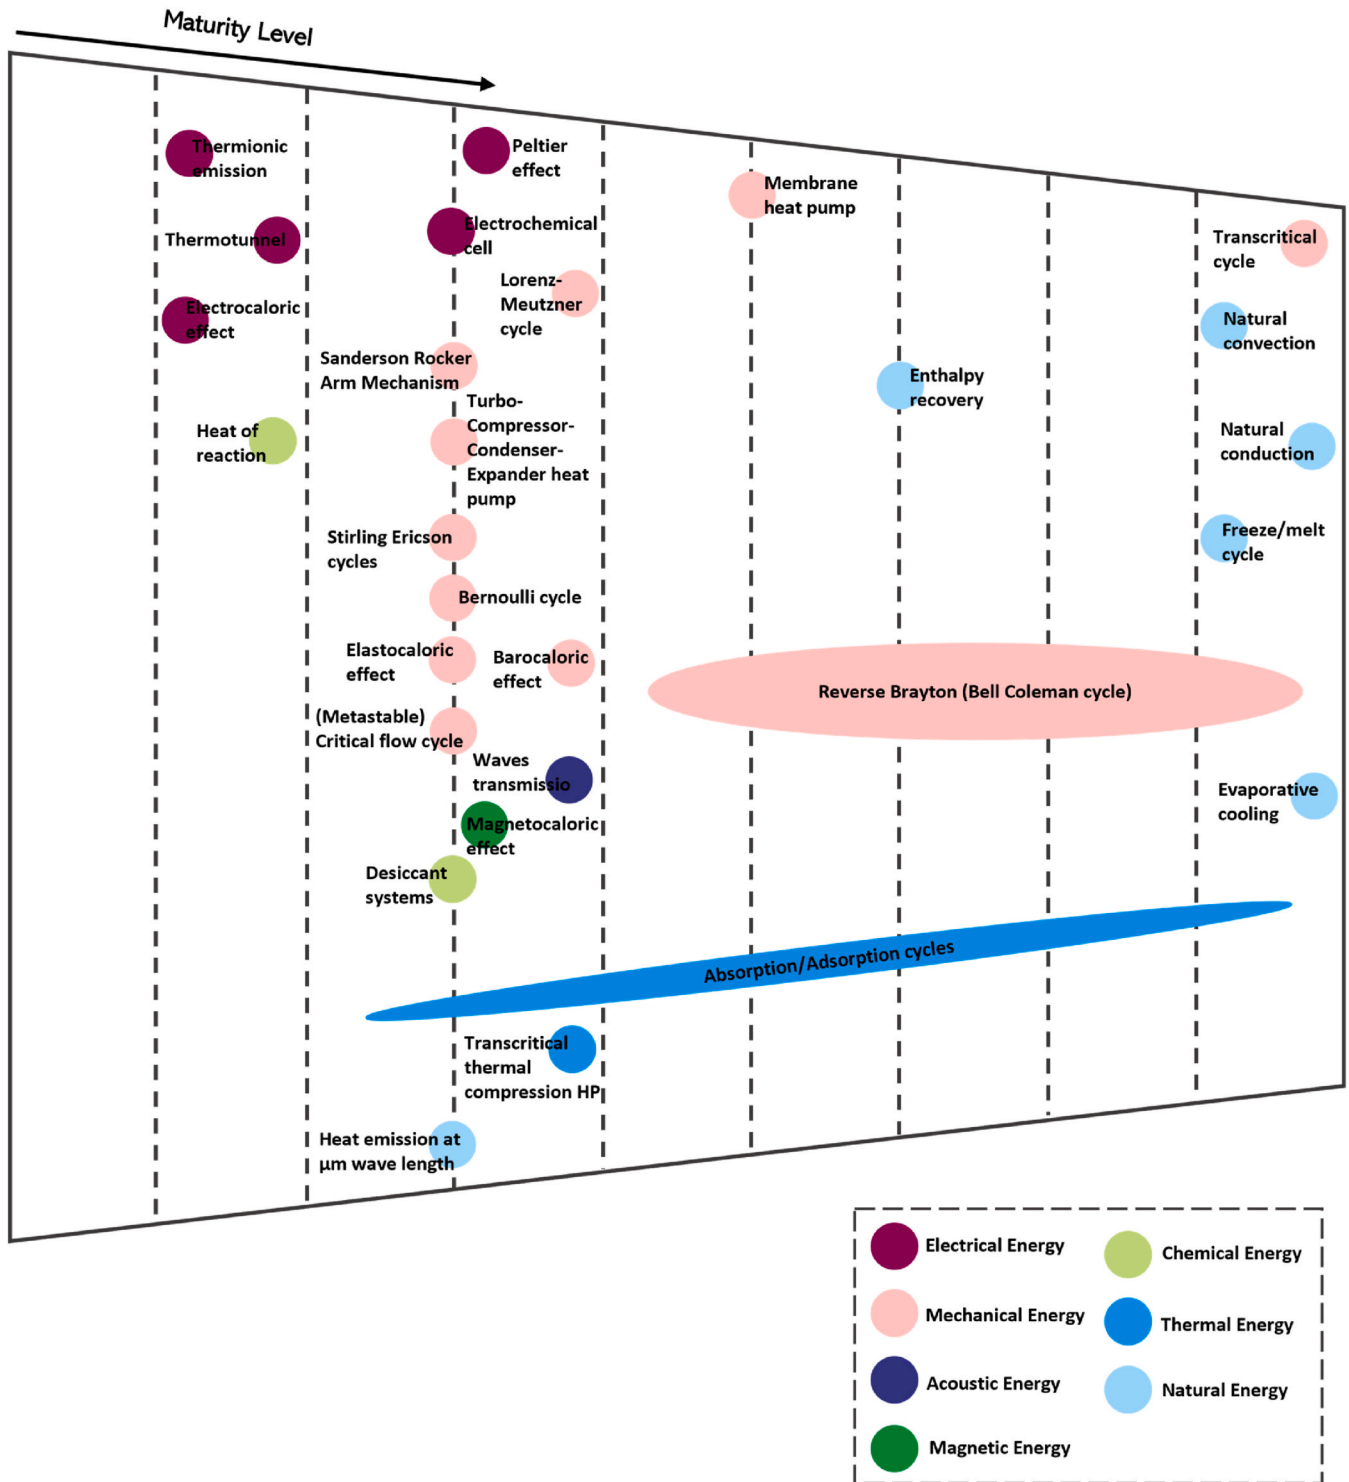 Maturity Level
Thermionic
emission
Peltier
effect
Membrane
heat pump
Thermotunnel
Electrochemical
cell
Transcritical
cycle
Lorenz-
Meutzner
cycle
Electrocaloric
effect
Natural
convection
Sanderson Rocker
Arm Mechanism
Enthalpy
recovery
Turbo-
Compressor-
Condenser-
Expander heat
pump
Heat of
reaction
Natural
conduction
Stirling Ericson
cycles
Freeze/melt
cycle
Bernoulli cycle
Elastocaloric
effect
Barocaloric
effect
Reverse Brayton (Bell Coleman cycle)
(Metastable)
Critical flow cycle
Waves
transmissio
Evaporative
cooling
Magnetocaloric
effect
Desiccant
systems
Absorption/Adsorption cycles
Transcritical
thermal
compression HP
Heat emission at
μm wave length
Electrical Energy
Chemical Energy
Mechanical Energy
Thermal Energy
Acoustic Energy
Natural Energy
Magnetic Energy